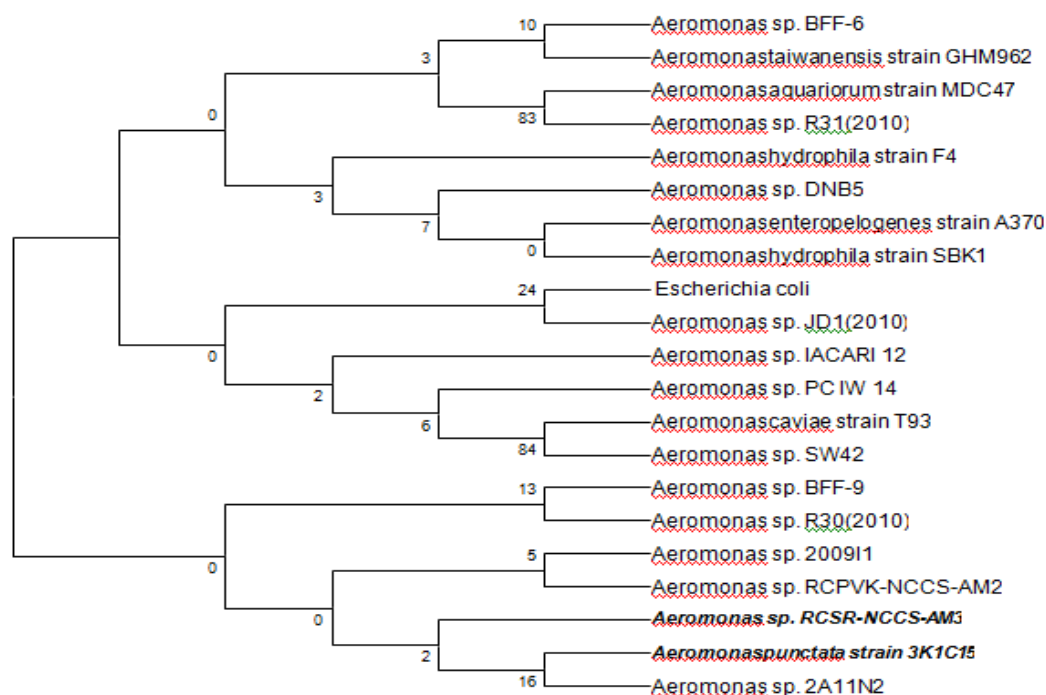 10
Aeromonas sp. BFF-6
3
Aeromonastaiwanensis strain GHM962
Aeromonasaquariorum strain MDC47
0
83
Aeromonas sp. R31(2010)
Aeromonashydrophila strain F4
3
Aeromonas sp. DNB5
7
Aeromonasenteropelogenes strain A370
0
Aeromonashydrophila strain SBK1
24
Escherichia coli
Aeromonas sp. JD1(2010)
0
Aeromonas sp. IACARI 12
2
Aeromonas sp. PC IW 14
6
Aeromonascaviae strain T93
84
Aeromonas sp. SW42
13
Aeromonas sp. BFF-9
Aeromonas sp. R30(2010)
0
5
Aeromonas sp. 2009I1
Aeromonas sp. RCPVK-NCCS-AM2
0
Aeromonas sp. RCSR-NCCS-AM3
2
Aeromonaspunctata strain 3K1C15
16
Aeromonas sp. 2A11N2